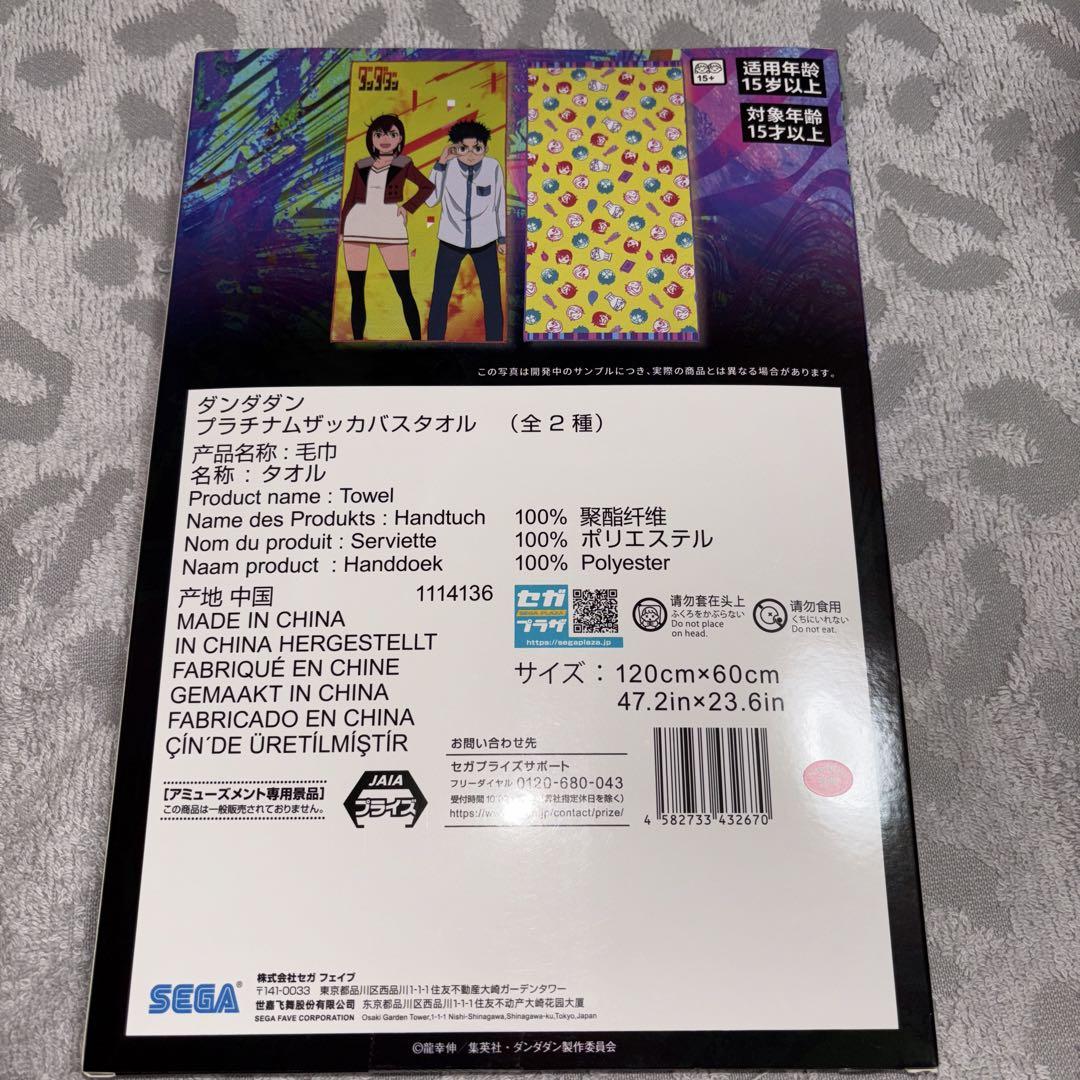 ダンダダン
15+
适用年龄
15岁以上
対象年齢
15才以上
この写真は開発中のサンプルにつき、実際の商品とは異なる場合があります。
ダンダダン
プラチナムザッカバスタオル (全2種)
产品名称:毛巾
名称:タオル
Product name : Towel
Name des Produkts : Handtuch
Nom du produit : Serviette
Naam product : Handdoek
100% 聚酯纤维
100% ポリエステル
100% Polyester
产地 中国
1114136
MADE IN CHINA
IN CHINA HERGESTELLT
FABRIQUÉ EN CHINE
GEMAAKT IN CHINA
FABRICADO EN CHINA
ÇİN´DE ÜRETİLMİŞTİR
セガ
SEGA PLAZA
プラザ
https://segaplaza.jp
请勿套在头上
ふくろをかぶらない
Do not place
on head.
请勿食用
くちにいれない
Do not eat.
サイズ:120cm×60cm
47.2in×23.6in
[アミューズメント専用景品]
この商品は一般販売されておりません。
JAIA
プライズ
お問い合わせ先
セガプライズサポート
フリーダイヤル 0120-680-043
受付時間 10:0 社指定休日を除く)
https://w .jp/contact/prize/
4 582733 432670
SEGA®
株式会社セガ フェイブ
〒141-0033 東京都品川区西品川1-1-1住友不動産大崎ガーデンタワー
世嘉飞舞股份有限公司 东京都品川区西品川1-1-1住友不动产大崎花园大厦
SEGA FAVE CORPORATION Osaki Garden Tower,1-1-1 Nishi-Shinagawa,Shinagawa-ku,Tokyo,Japan
©龍幸伸/集英社・ダンダダン製作委員会